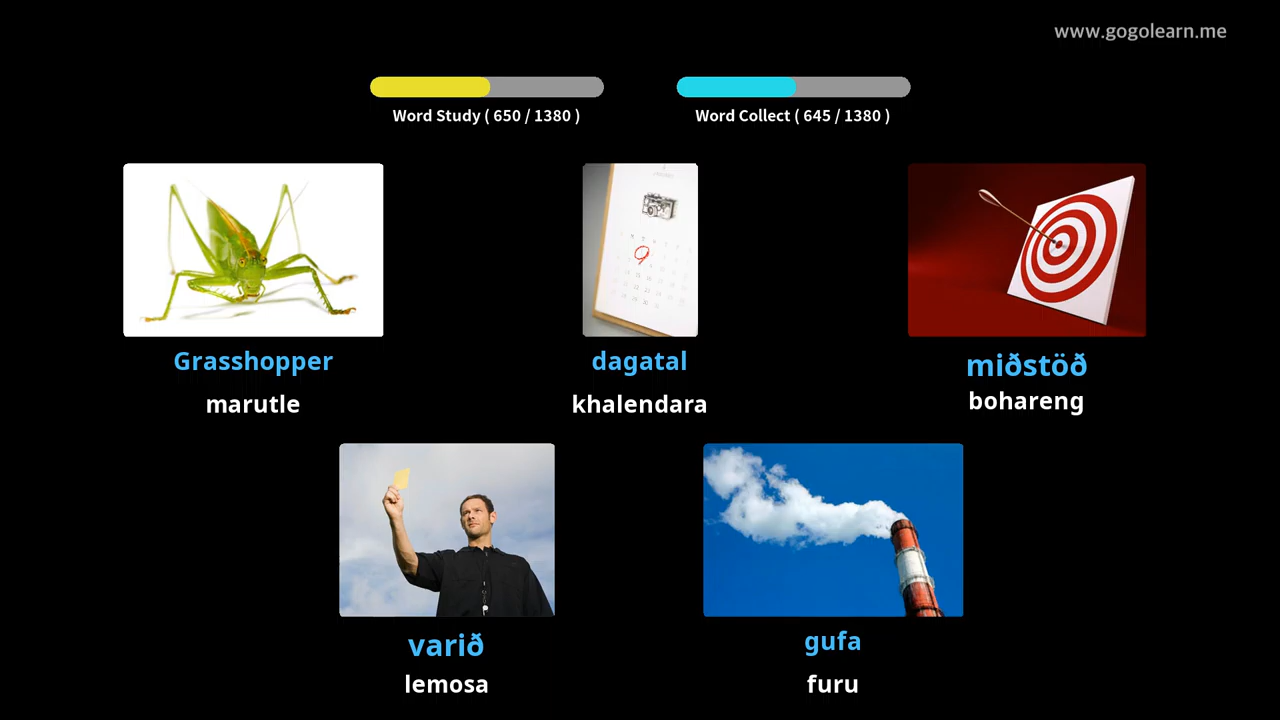 www.gogolearn.me
Word Study ( 650 / 1380 )
Word Collect ( 645 / 1380 )
Grasshopper
marutle
dagatal
khalendara
miðstöð
bohareng
varið
lemosa
gufa
furu